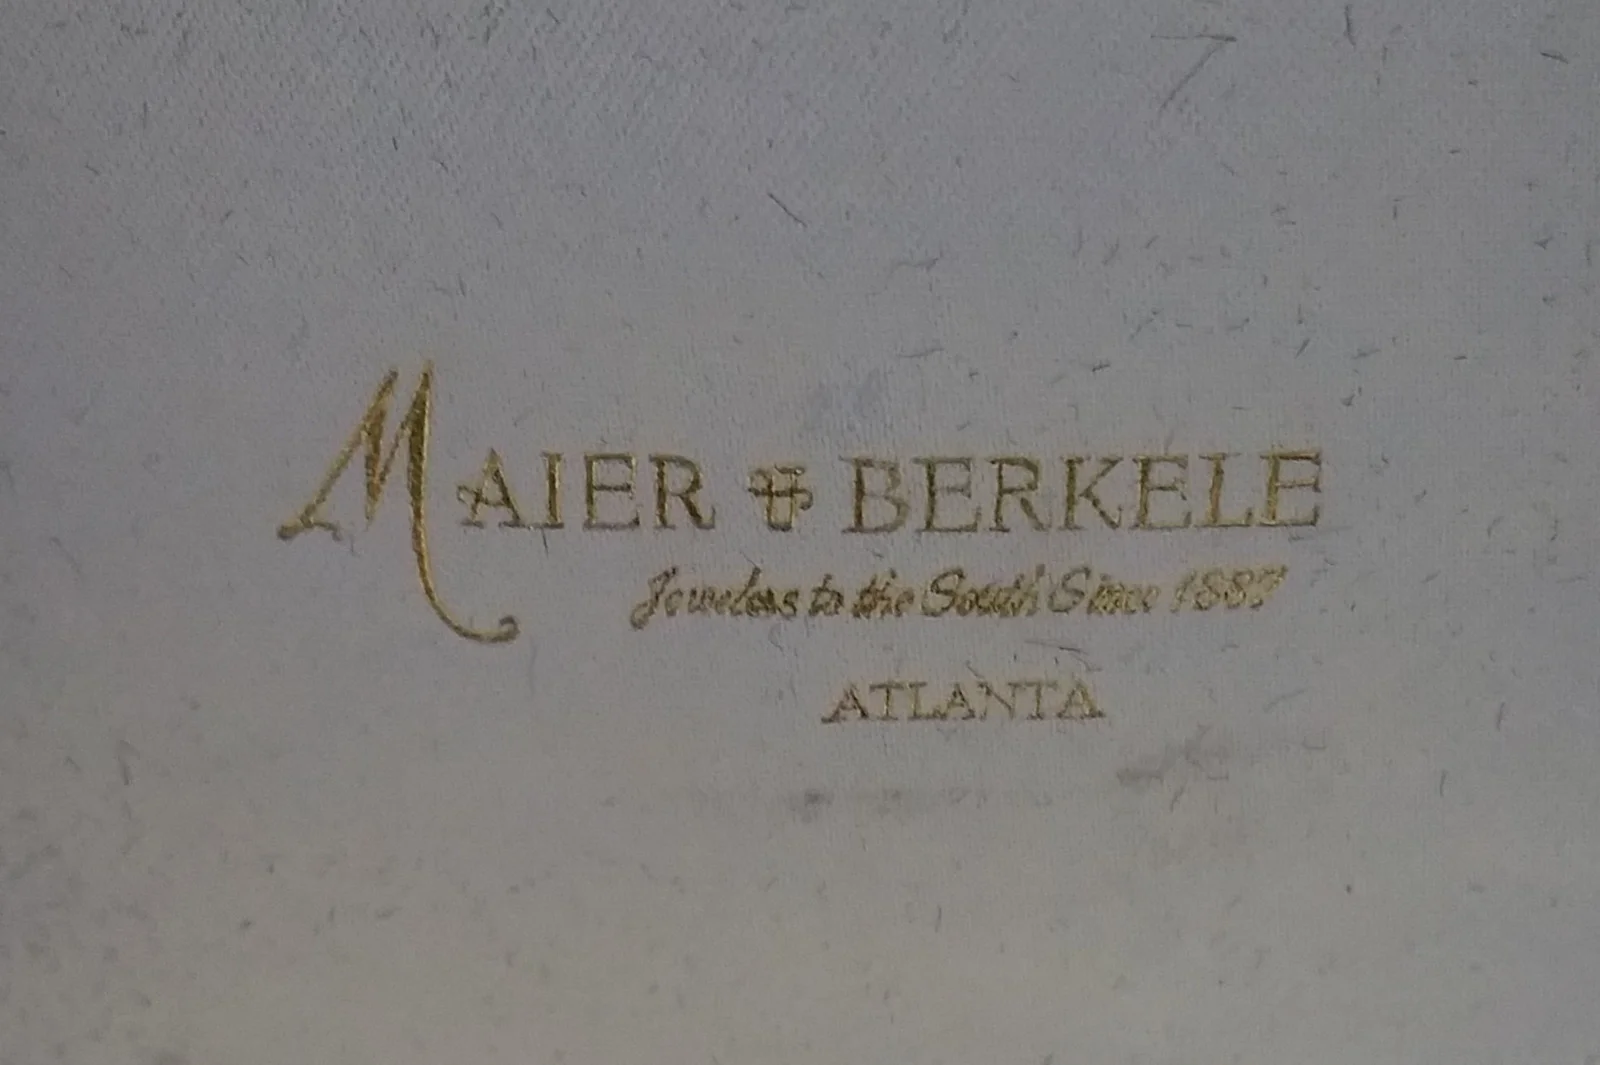 MAIER & BERKELE
Jewelers to the South Since 1887
ATLANTA